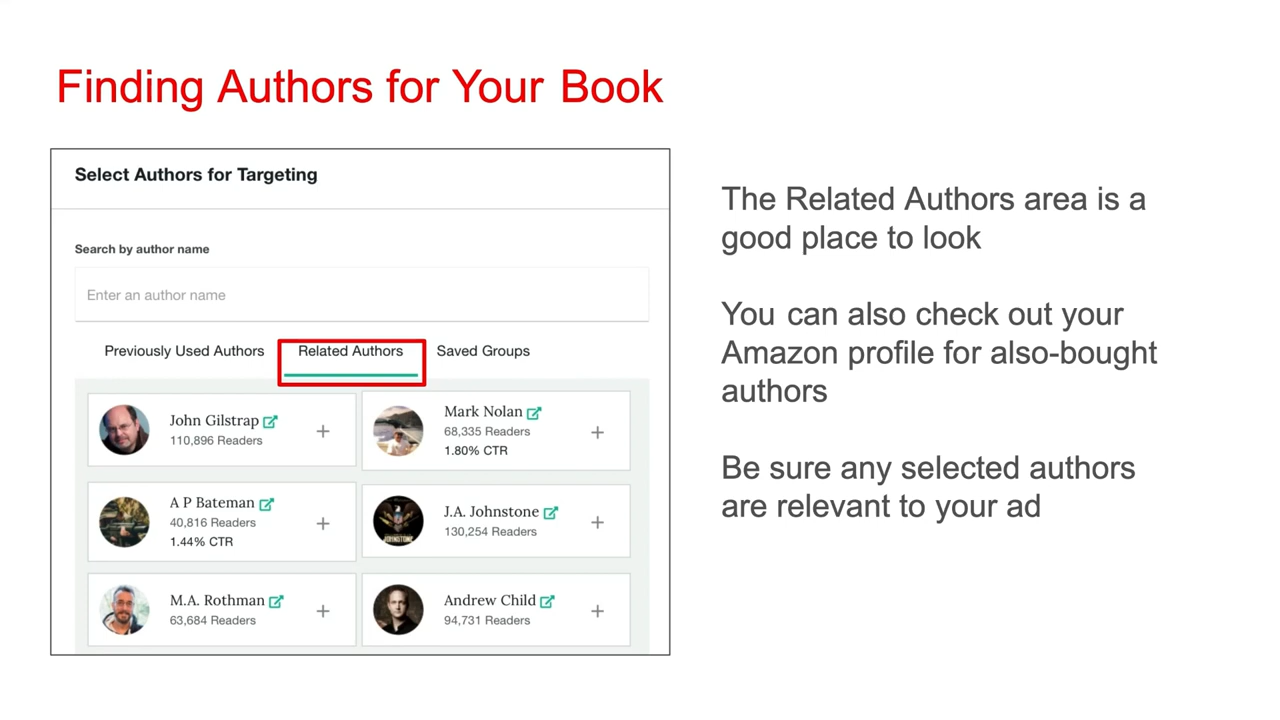 Finding Authors for Your Book
Select Authors for Targeting
Search by author name
Enter an author name
Previously Used Authors
Related Authors
Saved Groups
John Gilstrap
110,896 Readers
+
Mark Nolan
68,335 Readers
1.80% CTR
+
A P Bateman
40,816 Readers
1.44% CTR
+
J.A. Johnstone
130,254 Readers
+
JOHNSTONE
M.A. Rothman
63,684 Readers
+
Andrew Child
94,731 Readers
+
The Related Authors area is a
good place to look
You can also check out your
Amazon profile for also-bought
authors
Be sure any selected authors
are relevant to your ad